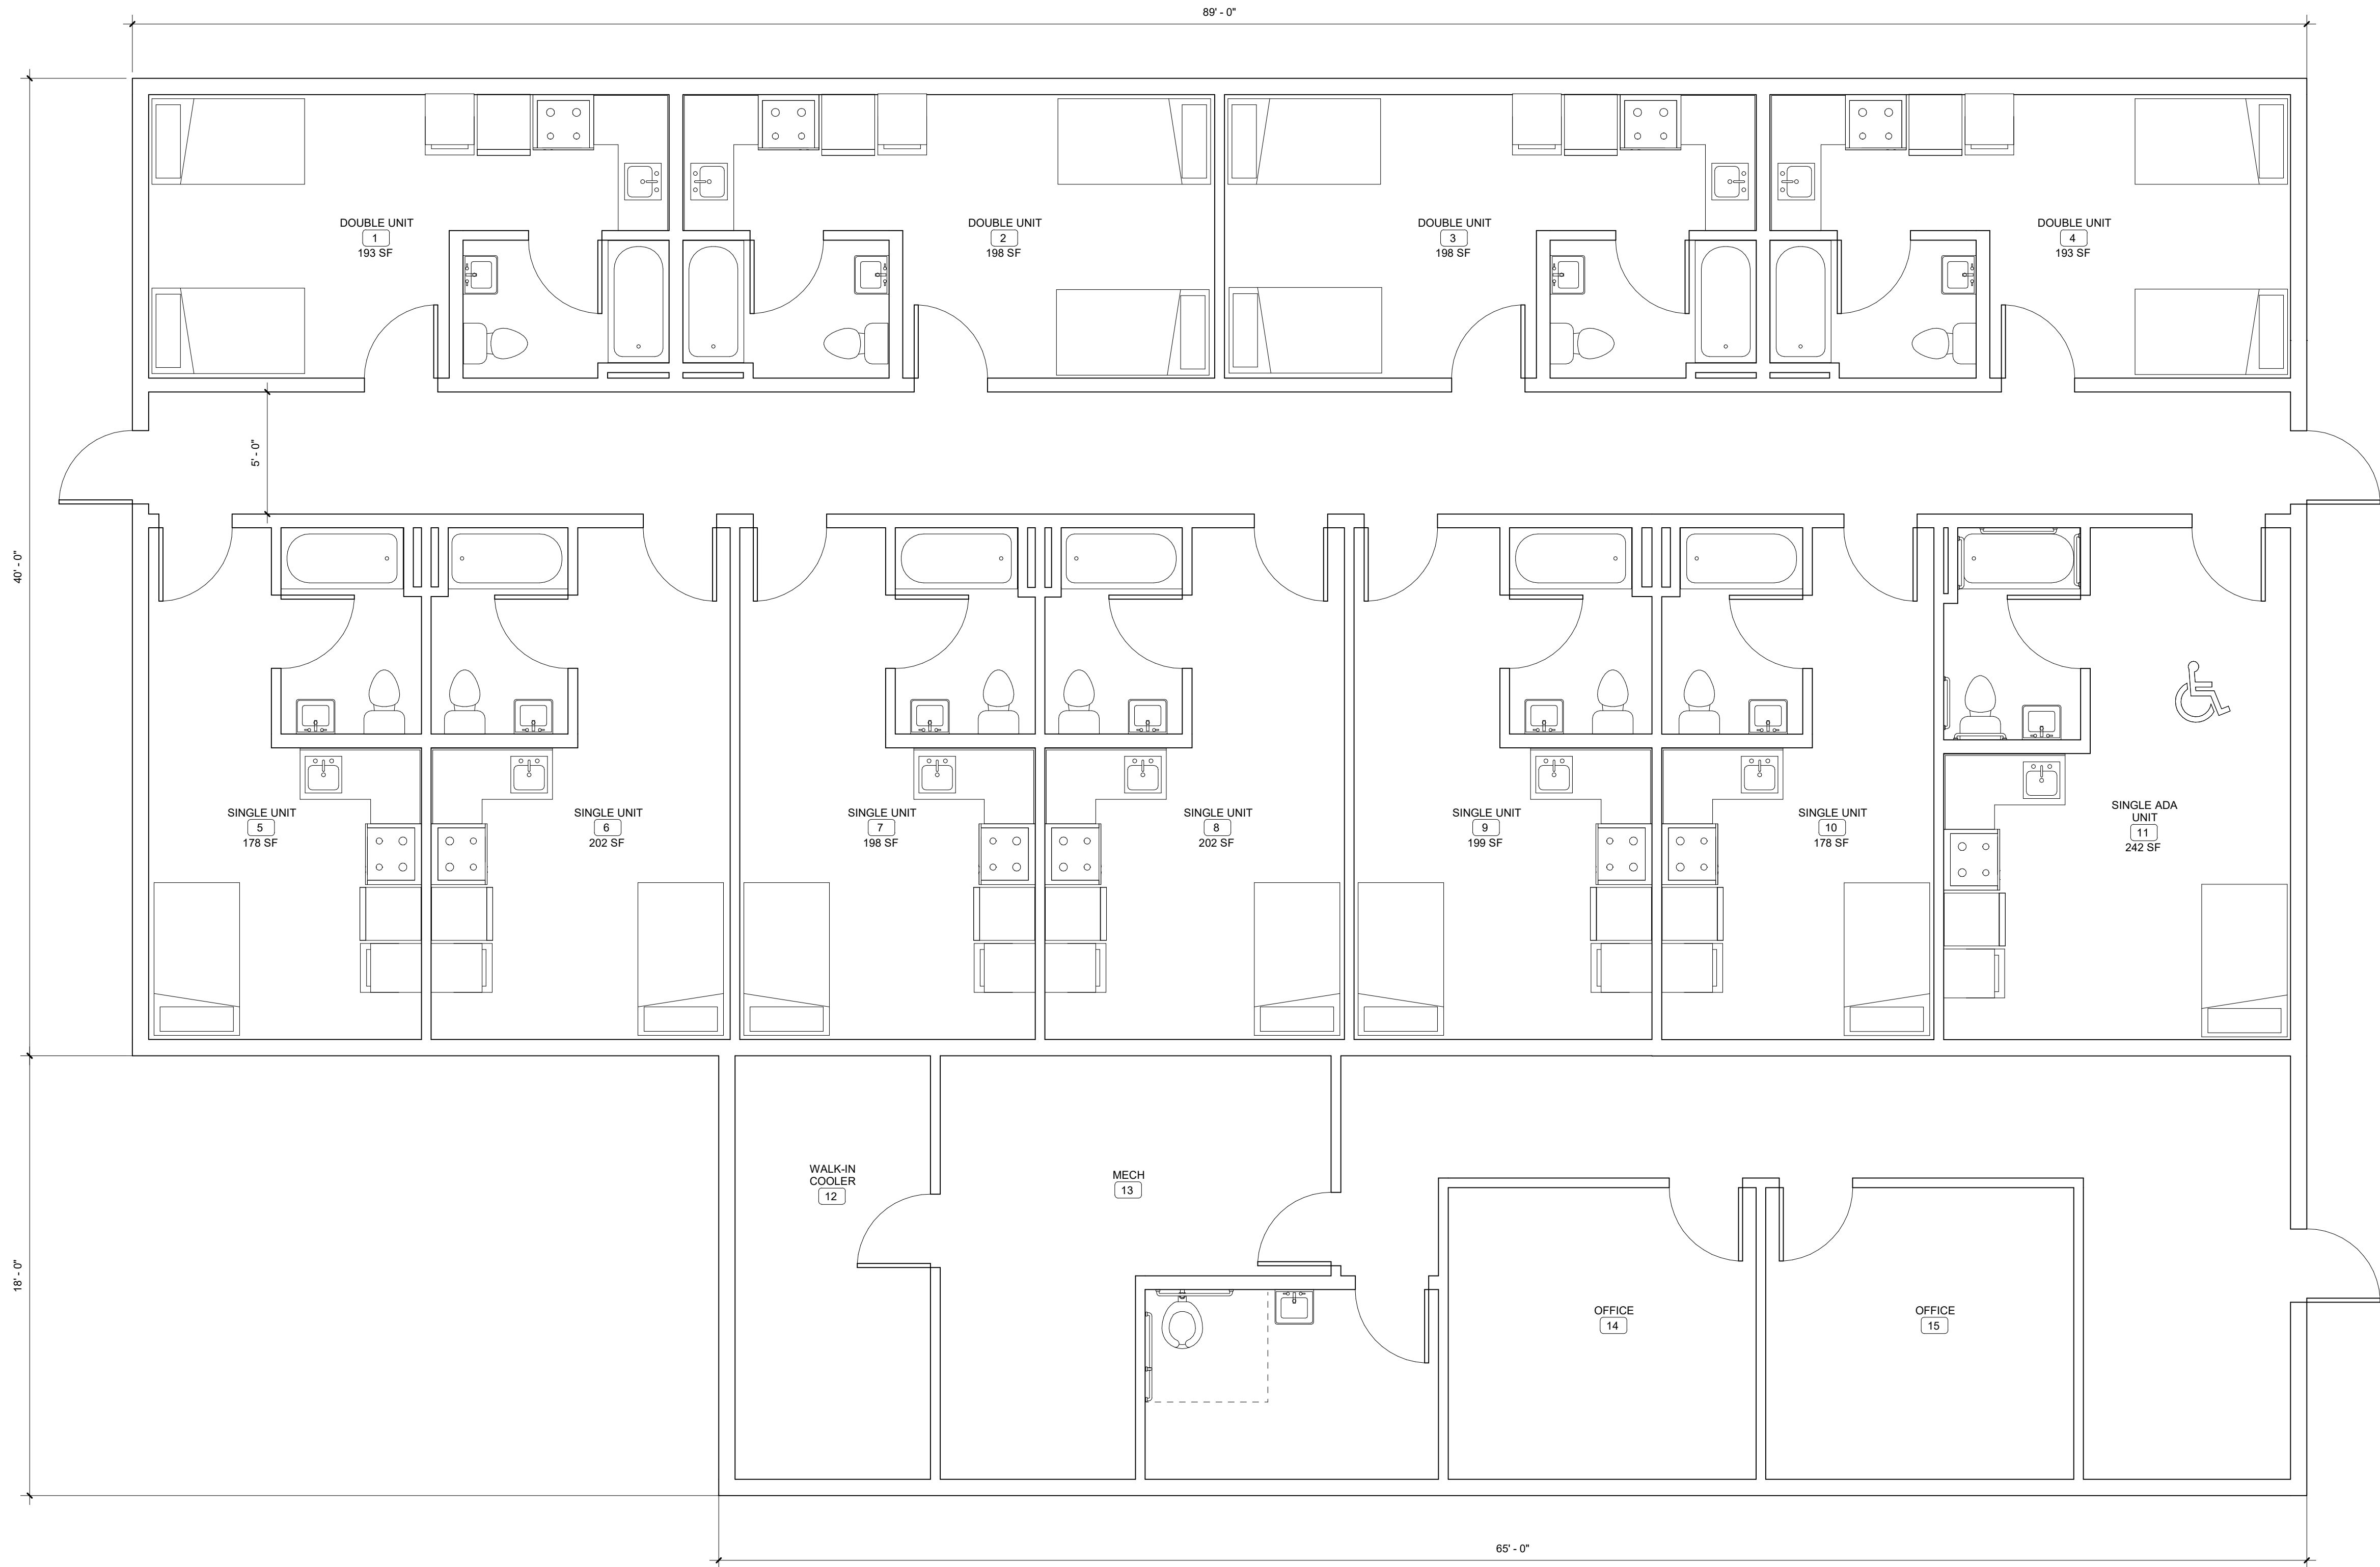 89' - 0"
DOUBLE UNIT
1
193 SF
DOUBLE UNIT
2
198 SF
DOUBLE UNIT
3
198 SF
DOUBLE UNIT
4
193 SF
5' - 0"
40' - 0"
SINGLE UNIT
5
178 SF
SINGLE UNIT
6
202 SF
SINGLE UNIT
7
198 SF
SINGLE UNIT
8
202 SF
SINGLE UNIT
9
199 SF
SINGLE UNIT
10
178 SF
SINGLE ADA
UNIT
11
242 SF
WALK-IN
COOLER
12
MECH
13
18' - 0"
OFFICE
14
OFFICE
15
65' - 0"